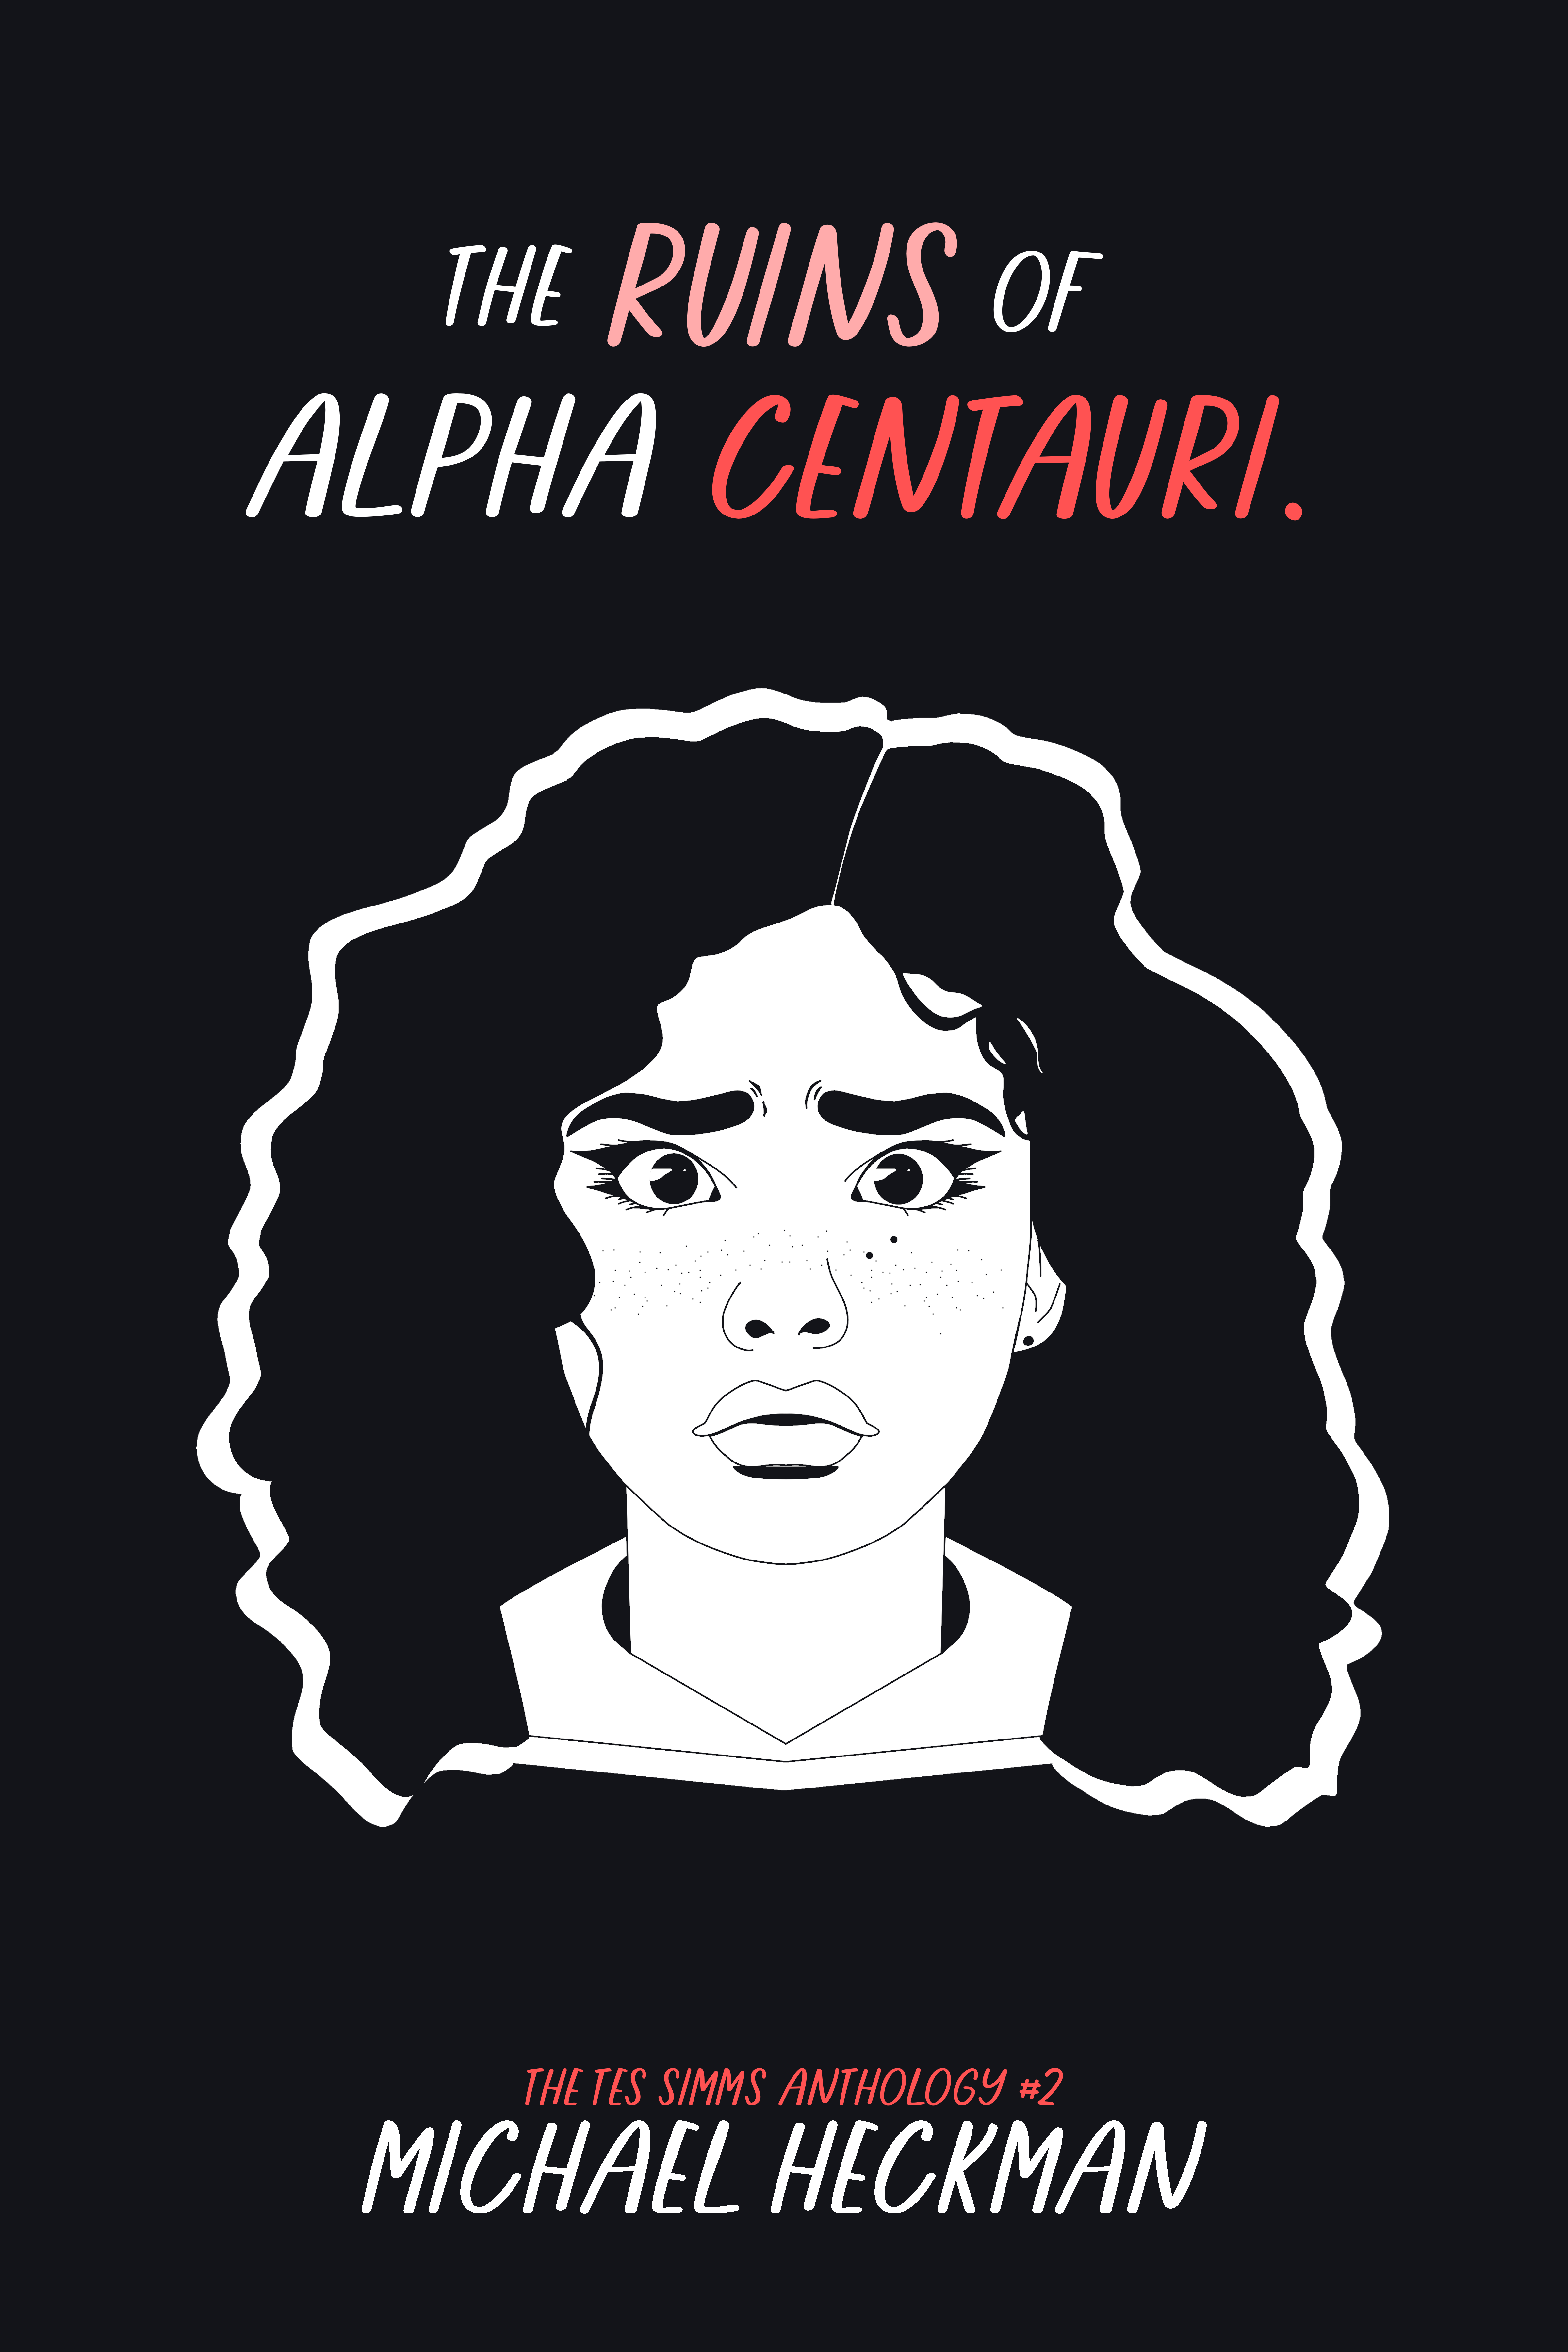 THE RUINS OF
ALPHA CENTAURI.
THE TES SIMMS ANTHOLOGY #2
MICHAEL HECKMAN